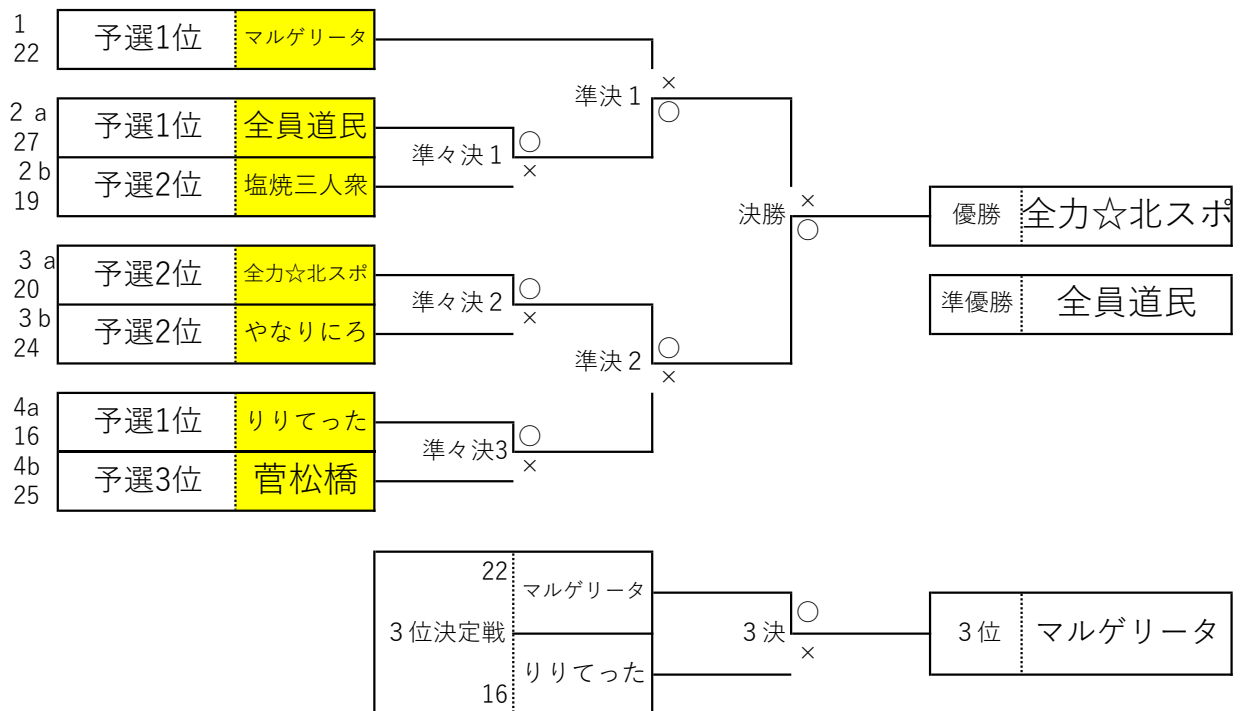 1
22
予選1位 マルゲリータ
準決1
×
○
2 a
27
予選1位 全員道民
準々決1
○
×
2b
19
予選2位 塩焼三人衆
決勝
×
○
優勝 全力☆北スポ
準優勝 全員道民
3 a
20
予選2位 全力☆北スポ
準々決2
○
×
3b
24
予選2位 やなりにろ
準決2
○
×
4a
16
予選1位 りりてった
準々決3
○
×
4b
25
予選3位 菅松橋
3位決定戦
22
マルゲリータ
16
りりてった
3決
○
×
3位 マルゲリータ